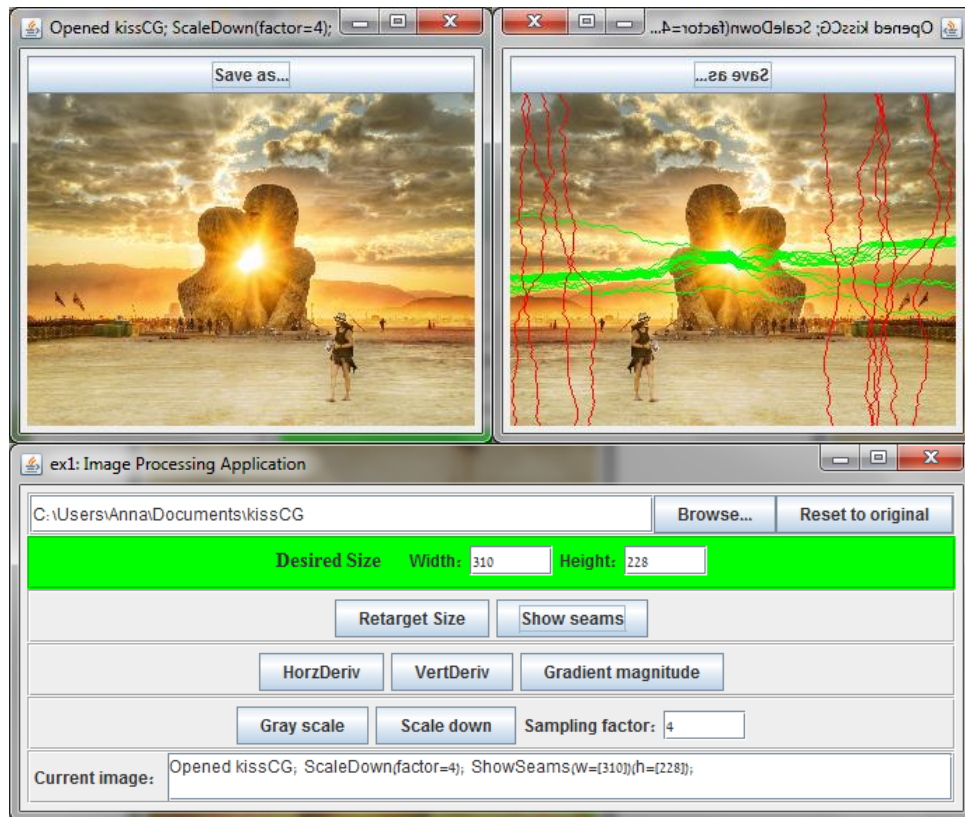 Opened kissCG; ScaleDown(factor=4);
Opened kissCG; ScaleDown(factor=4...
Save as...
Save as...
ex1: Image Processing Application
C:\Users\Anna\Documents\kissCG
Browse...
Reset to original
Desired Size Width: 310 Height: 228
Retarget Size
Show seams
HorzDeriv
VertDeriv
Gradient magnitude
Gray scale
Scale down
Sampling factor: 4
Current image: Opened kissCG; ScaleDown(factor=4); ShowSeams(w=[310])(h=[228]);